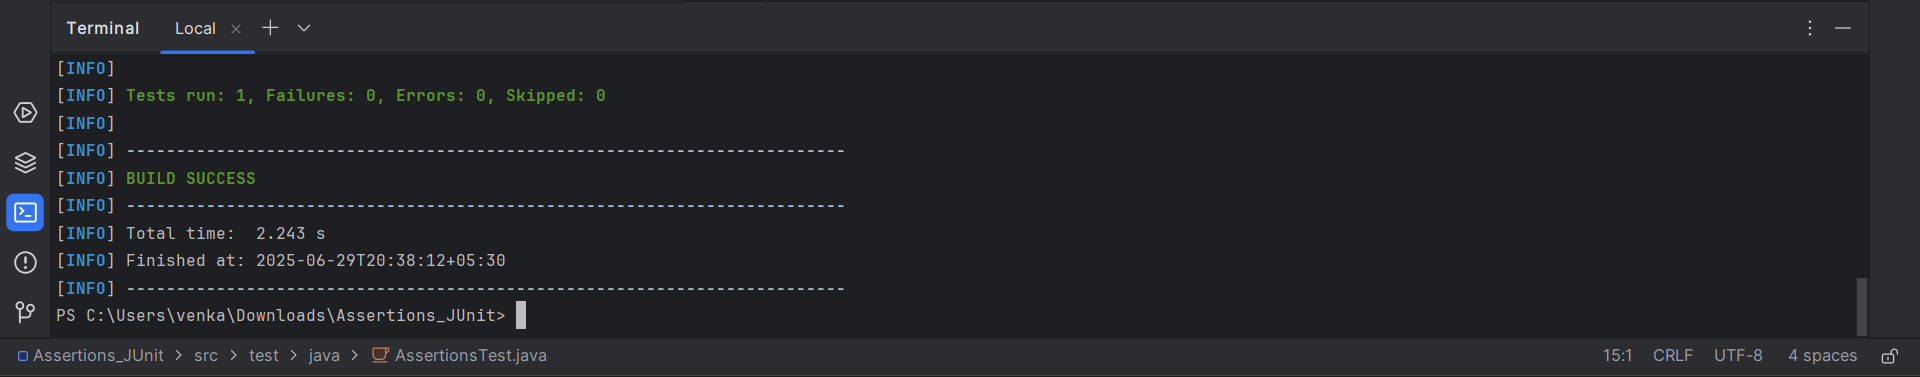 Terminal Local
[INFO]
[INFO] Tests run: 1, Failures: 0, Errors: 0, Skipped: 0
[INFO]
[INFO] ------------------------------------------------------------------------
[INFO] BUILD SUCCESS
[INFO] ------------------------------------------------------------------------
[INFO] Total time:  2.243 s
[INFO] Finished at: 2025-06-29T20:38:12+05:30
[INFO] ------------------------------------------------------------------------
PS C:\Users\venka\Downloads\Assertions_JUnit>
Assertions_JUnit > src > test > java > AssertionsTest.java 15:1 CRLF UTF-8 4 spaces